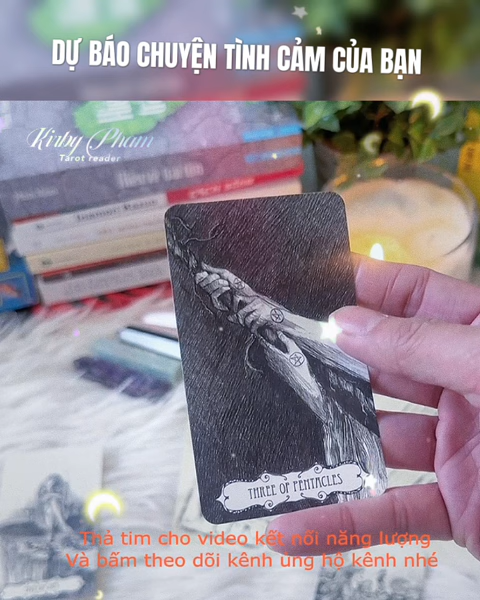 DỰ BÁO CHUYỆN TÌNH CẢM CỦA BẠN
Kirby Pham
Tarot reader
THREE OF PENTACLES
Thả tim cho video kết nối năng lượng
Và bấm theo dõi kênh ủng hộ kênh nhé